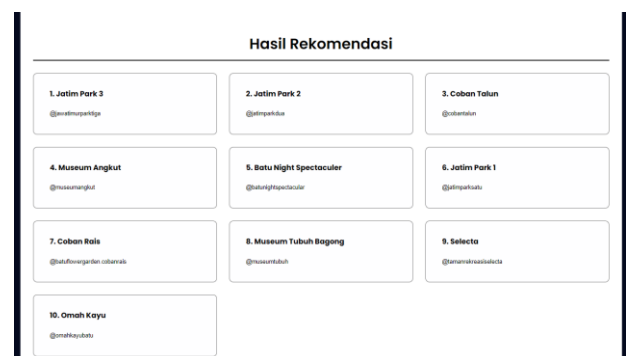 Hasil Rekomendasi
1. Jatim Park 3
@jawatimurparktiga
2. Jatim Park 2
@jatimparkdua
3. Coban Talun
@cobantalun
4. Museum Angkut
@museumangkut
5. Batu Night Spectaculer
@batunightspectacular
6. Jatim Park 1
@jatimparksatu
7. Coban Rais
@batuflowergarden cobanrais
8. Museum Tubuh Bagong
@museumtubuh
9. Selecta
@tamanrekreasiselecta
10. Omah Kayu
@omahkayubatu